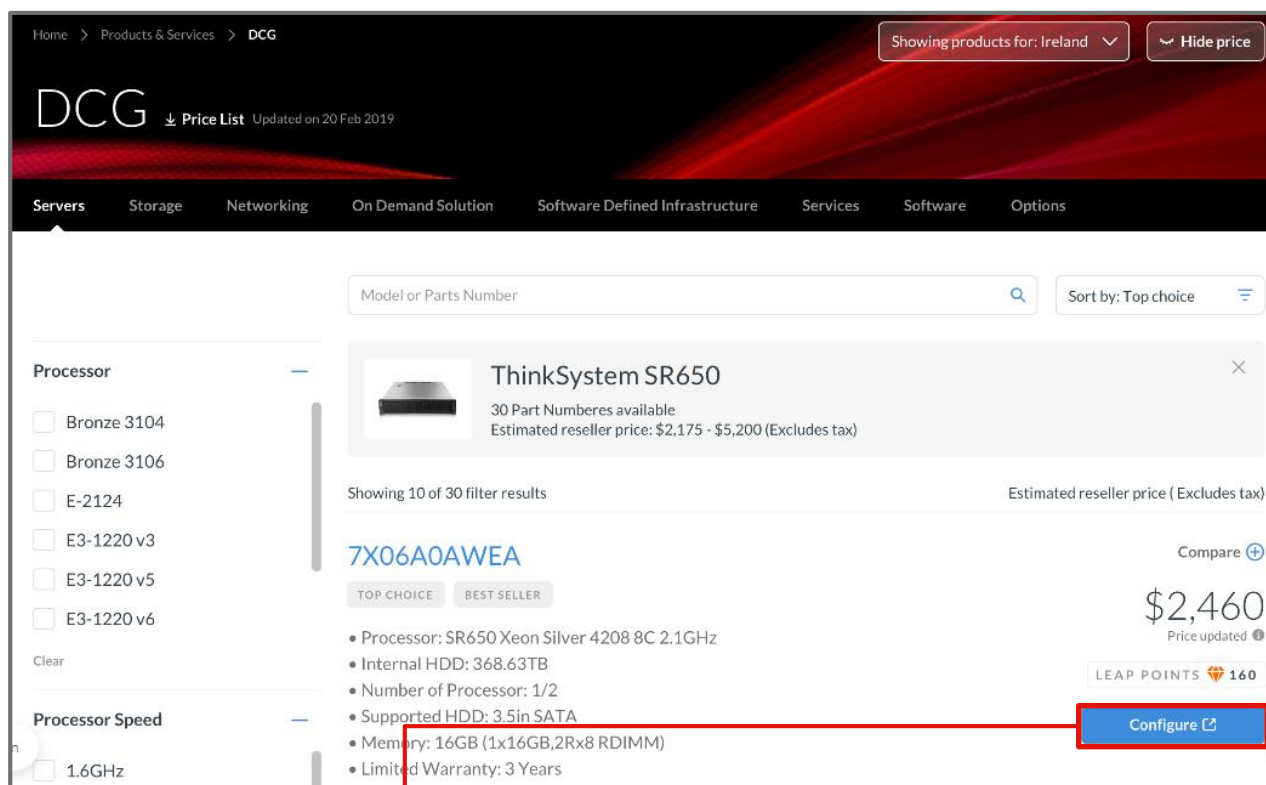 Home > Products & Services > DCG
Showing products for: Ireland
Hide price
DCG Price List Updated on 20 Feb 2019
Servers Storage Networking On Demand Solution Software Defined Infrastructure Services Software Options
Model or Parts Number
Sort by: Top choice
Processor
Bronze 3104
Bronze 3106
E-2124
E3-1220 v3
E3-1220 v5
E3-1220 v6
Clear
Processor Speed
1.6GHz
ThinkSystem SR650
30 Part Numberes available
Estimated reseller price: $2,175 - $5,200 (Excludes tax)
Showing 10 of 30 filter results
Estimated reseller price ( Excludes tax)
7X06A0AWEA
Compare
TOP CHOICE BEST SELLER
$2,460
Price updated
LEAP POINTS 160
Configure
• Processor: SR650 Xeon Silver 4208 8C 2.1GHz
• Internal HDD: 368.63TB
• Number of Processor: 1/2
• Supported HDD: 3.5in SATA
• Memory: 16GB (1x16GB,2Rx8 RDIMM)
• Limited Warranty: 3 Years